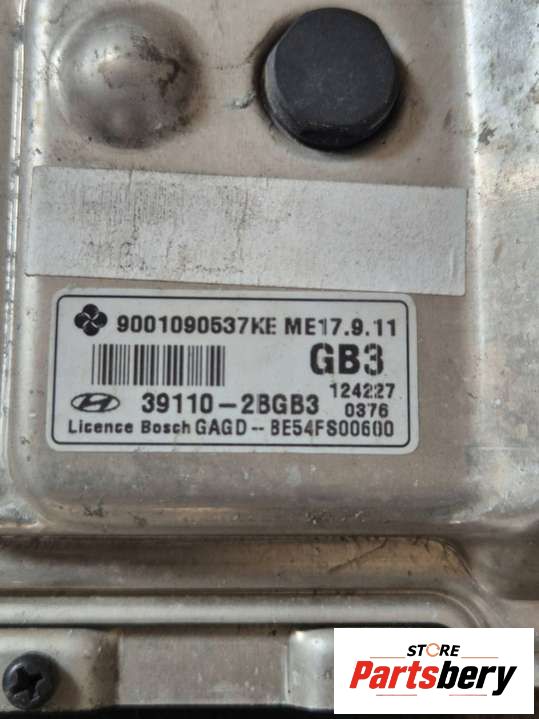 9001090537KE ME17.9.11
GB3
124227
39110-2BGB3 0376
Licence Bosch GAGD-- BE54FS00600
STORE
Partsbery